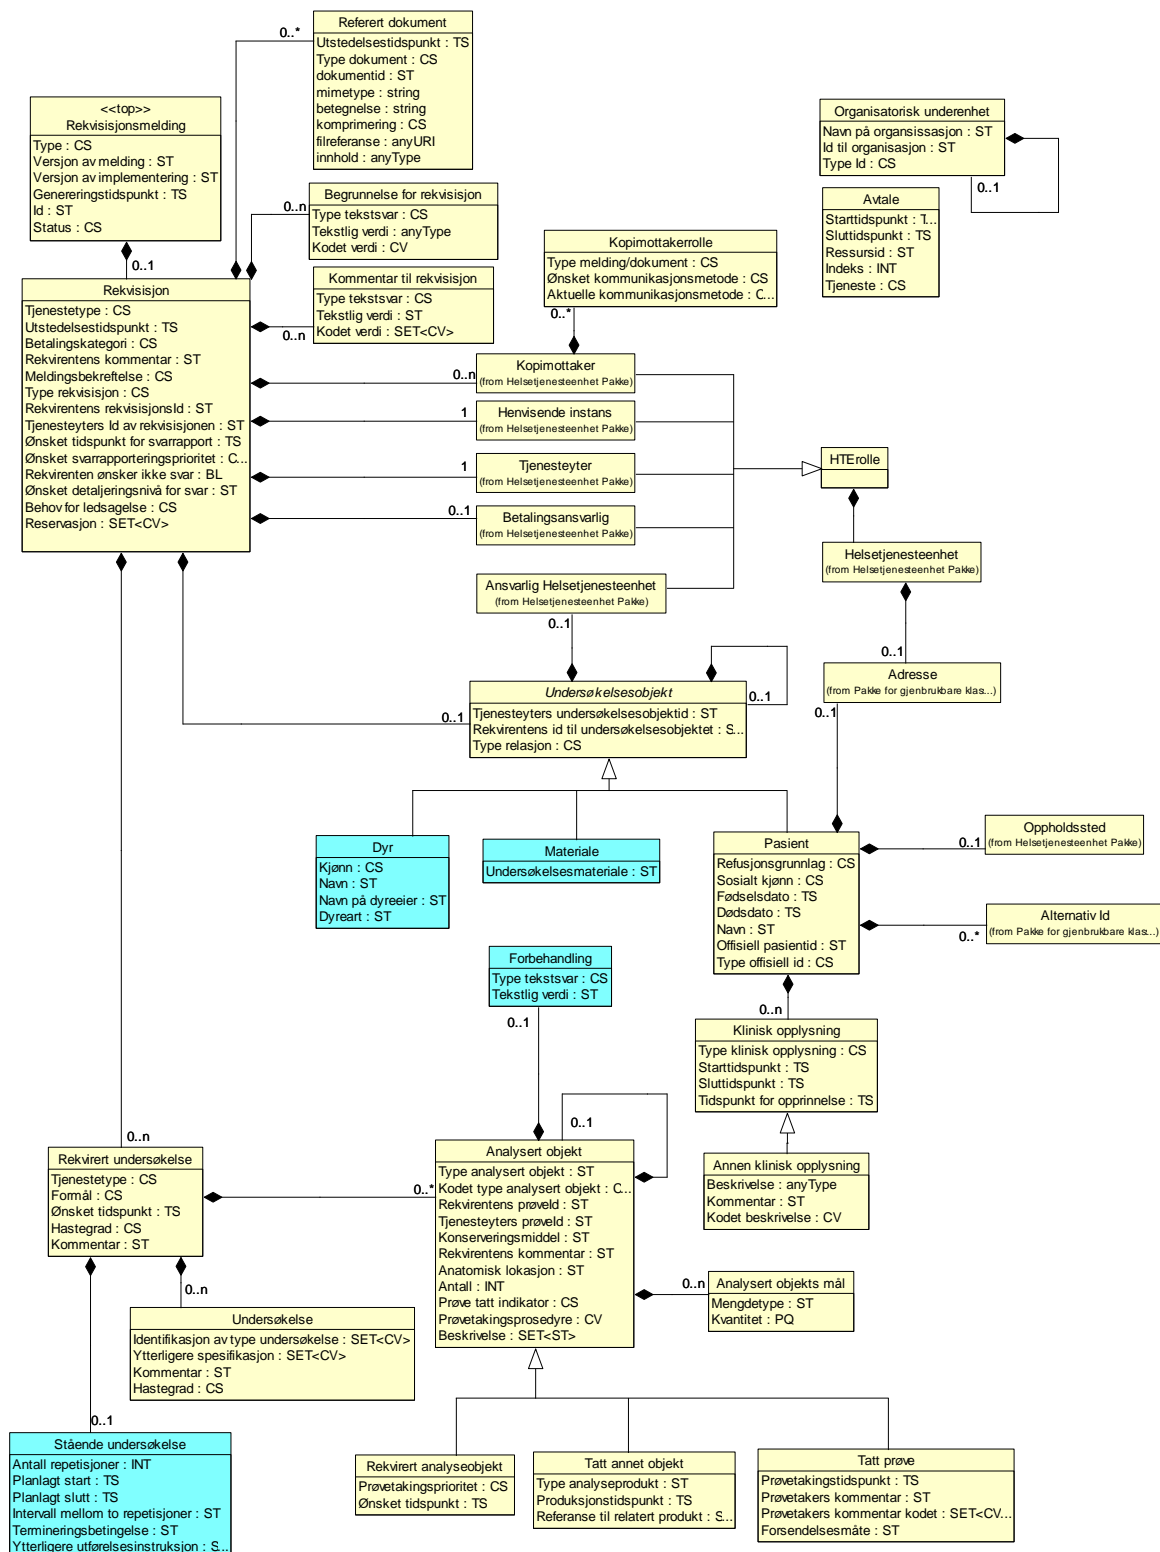 Referert dokument
0..*
Utstedelsestidspunkt : TS
Type dokument : CS
dokumentid : ST
mimetype : string
betegnelse : string
komprimering : CS
filreferanse : anyURI
innhold : anyType
<<top>>
Rekvisisjonsmelding
Type : CS
Versjon av melding : ST
Versjon av implementering : ST
Genereringstidspunkt : TS
Id : ST
Status : CS
0..1
Organisatorisk underenhet
Navn på organsissasjon : ST
Id til organisasjon : ST
Type Id : CS
0..1
Avtale
Starttidspunkt : T...
Sluttidspunkt : TS
Ressursid : ST
Indeks : INT
Tjeneste : CS
Begrunnelse for rekvisisjon
0..n
Type tekstsvar : CS
Tekstlig verdi : anyType
Kodet verdi : CV
Kommentar til rekvisisjon
Type tekstsvar : CS
Tekstlig verdi : ST
Kodet verdi : SET<CV>
0..n
Kopimottakerrolle
Type melding/dokument : CS
Ønsket kommunikasjonsmetode : CS
Aktuelle kommunikasjonsmetode : C...
0..*
Rekvisisjon
Tjenestetype : CS
Utstedelsestidspunkt : TS
Betalingskategori : CS
Rekvirentens kommentar : ST
Meldingsbekreftelse : CS
Type rekvisisjon : CS
Rekvirentens rekvisisjonsId : ST
Tjenesteyters Id av rekvisisjonen : ST
Ønsket tidspunkt for svarrapport : TS
Ønsket svarrapporteringsprioritet : C...
Rekvirenten ønsker ikke svar : BL
Ønsket detaljeringsnivå for svar : ST
Behov for ledsagelse : CS
Reservasjon : SET<CV>
0..n
Kopimottaker
(from Helsetjenesteenhet Pakke)
1
Henvisende instans
(from Helsetjenesteenhet Pakke)
1
Tjenesteyter
(from Helsetjenesteenhet Pakke)
0..1
Betalingsansvarlig
(from Helsetjenesteenhet Pakke)
HTErolle
Helsetjenesteenhet
(from Helsetjenesteenhet Pakke)
Ansvarlig Helsetjenesteenhet
(from Helsetjenesteenhet Pakke)
0..1
0..1
Adresse
(from Pakke for gjenbrukbare klas...)
0..1
Undersøkelsesobjekt
Tjenesteyters undersøkelsesobjektid : ST
Rekvirentens id til undersøkelsesobjektet : S...
Type relasjon : CS
0..1
0..1
Dyr
Kjønn : CS
Navn : ST
Navn på dyreeier : ST
Dyreart : ST
Materiale
Undersøkelsesmateriale : ST
Pasient
Refusjonsgrunnlag : CS
Sosialt kjønn : CS
Fødselsdato : TS
Dødsdato : TS
Navn : ST
Offisiell pasientid : ST
Type offisiell id : CS
Oppholdssted
(from Helsetjenesteenhet Pakke)
0..1
Alternativ Id
(from Pakke for gjenbrukbare klas...)
0..*
Forbehandling
Type tekstsvar : CS
Tekstlig verdi : ST
0..1
0..n
Klinisk opplysning
Type klinisk opplysning : CS
Starttidspunkt : TS
Sluttidspunkt : TS
Tidspunkt for opprinnelse : TS
Annen klinisk opplysning
Beskrivelse : anyType
Kommentar : ST
Kodet beskrivelse : CV
0..n
Rekvirert undersøkelse
Tjenestetype : CS
Formål : CS
Ønsket tidspunkt : TS
Hastegrad : CS
Kommentar : ST
0..1
0..*
Analysert objekt
Type analysert objekt : ST
Kodet type analysert objekt : C...
Rekvirentens prøveId : ST
Tjenesteyters prøveId : ST
Konserveringsmiddel : ST
Rekvirentens kommentar : ST
Anatomisk lokasjon : ST
Antall : INT
Prøve tatt indikator : CS
Prøvetakingsprosedyre : CV
Beskrivelse : SET<ST>
0..n
Analysert objekts mål
Mengdetype : ST
Kvantitet : PQ
0..n
Undersøkelse
Identifikasjon av type undersøkelse : SET<CV>
Ytterligere spesifikasjon : SET<CV>
Kommentar : ST
Hastegrad : CS
0..1
Stående undersøkelse
Antall repetisjoner : INT
Planlagt start : TS
Planlagt slutt : TS
Intervall mellom to repetisjoner : ST
Termineringsbetingelse : ST
Ytterligere utførelsesinstruksjon : S...
Rekvirert analyseobjekt
Prøvetakingsprioritet : CS
Ønsket tidspunkt : TS
Tatt annet objekt
Type analyseprodukt : ST
Produksjonstidspunkt : TS
Referanse til relatert produkt : S...
Tatt prøve
Prøvetakingstidspunkt : TS
Prøvetakers kommentar : ST
Prøvetakers kommentar kodet : SET<CV...
Forsendelsesmåte : ST